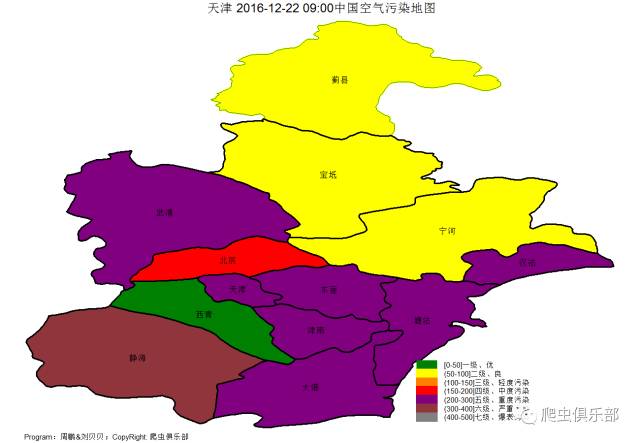 天津 2016-12-22 09:00中国空气污染地图
蓟县
宝坻
武清
宁河
汉沽
北辰
天津
东丽
西青
津南
塘沽
静海
大港
[0-50]一级、优
(50-100]二级、良
(100-150]三级、轻度污染
(150-200]四级、中度污染
(200-300]五级、重度污染
(300-400]六级、严重
(400-500]七级、爆表
爬虫俱乐部
Program：周鹏&刘贝贝；CopyRight: 爬虫俱乐部